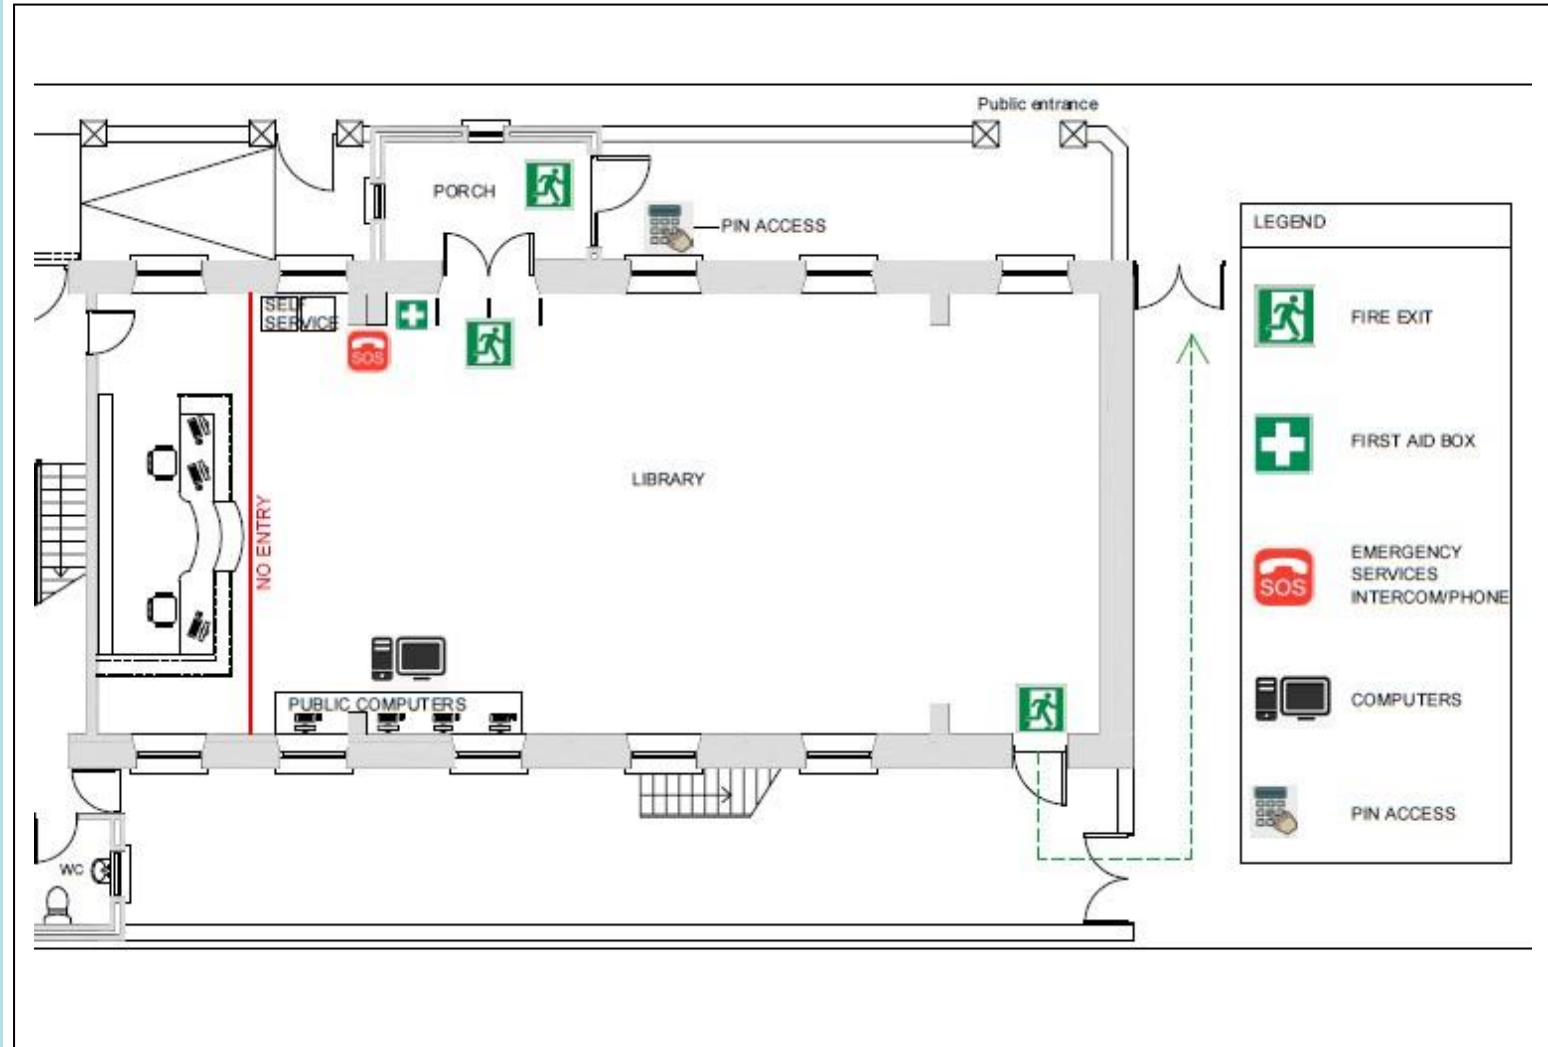 Public entrance
PORCH
PIN ACCESS
LEGEND
SELF
SERVICE
SOS
FIRE EXIT
LIBRARY
FIRST AID BOX
NO ENTRY
EMERGENCY
SERVICES
INTERCOM/PHONE
SOS
PUBLIC COMPUTERS
COMPUTERS
PIN ACCESS
WC